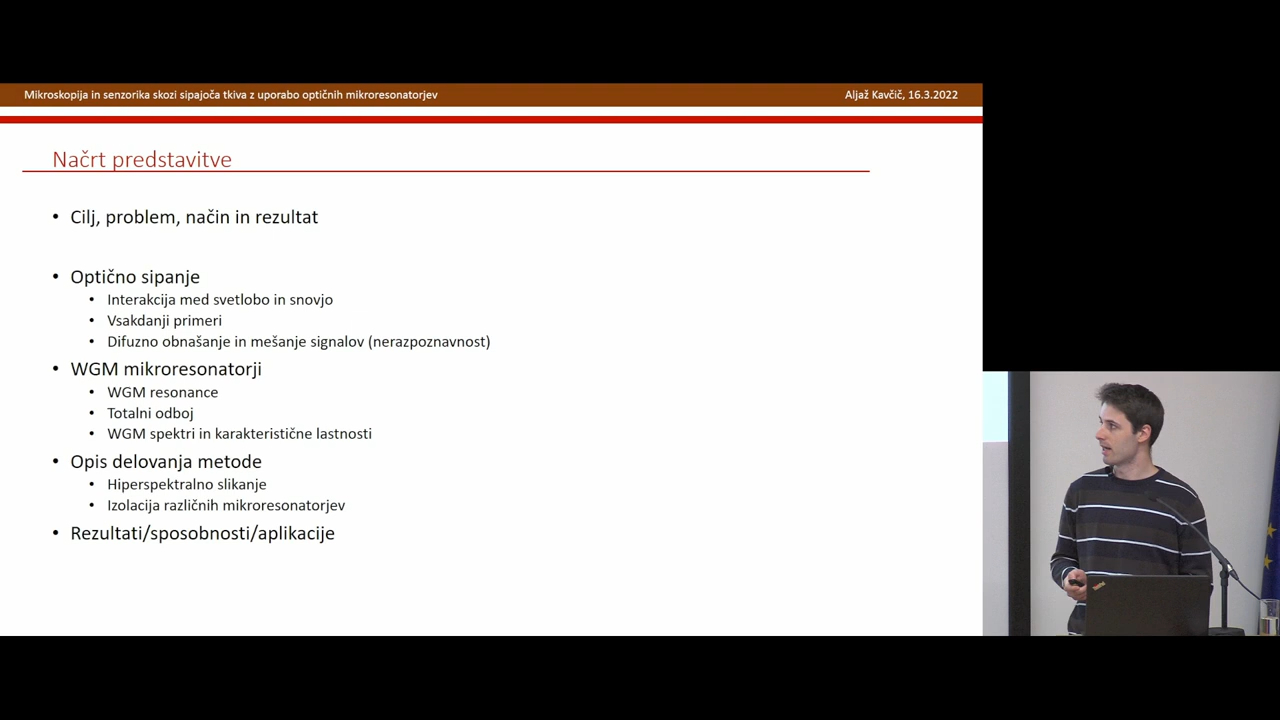 Mikroskopija in senzorika skozi sipajoča tkiva z uporabo optičnih mikroresonatorjev
Aljaž Kavčič, 16.3.2022
Načrt predstavitve
• Cilj, problem, način in rezultat
• Optično sipanje
• Interakcija med svetlobo in snovjo
• Vsakdanji primeri
• Difuzno obnašanje in mešanje signalov (nerazpoznavnost)
• WGM mikroresonatorji
• WGM resonance
• Totalni odboj
• WGM spektri in karakteristične lastnosti
• Opis delovanja metode
• Hiperspektralno slikanje
• Izolacija različnih mikroresonatorjev
• Rezultati/sposobnosti/aplikacije